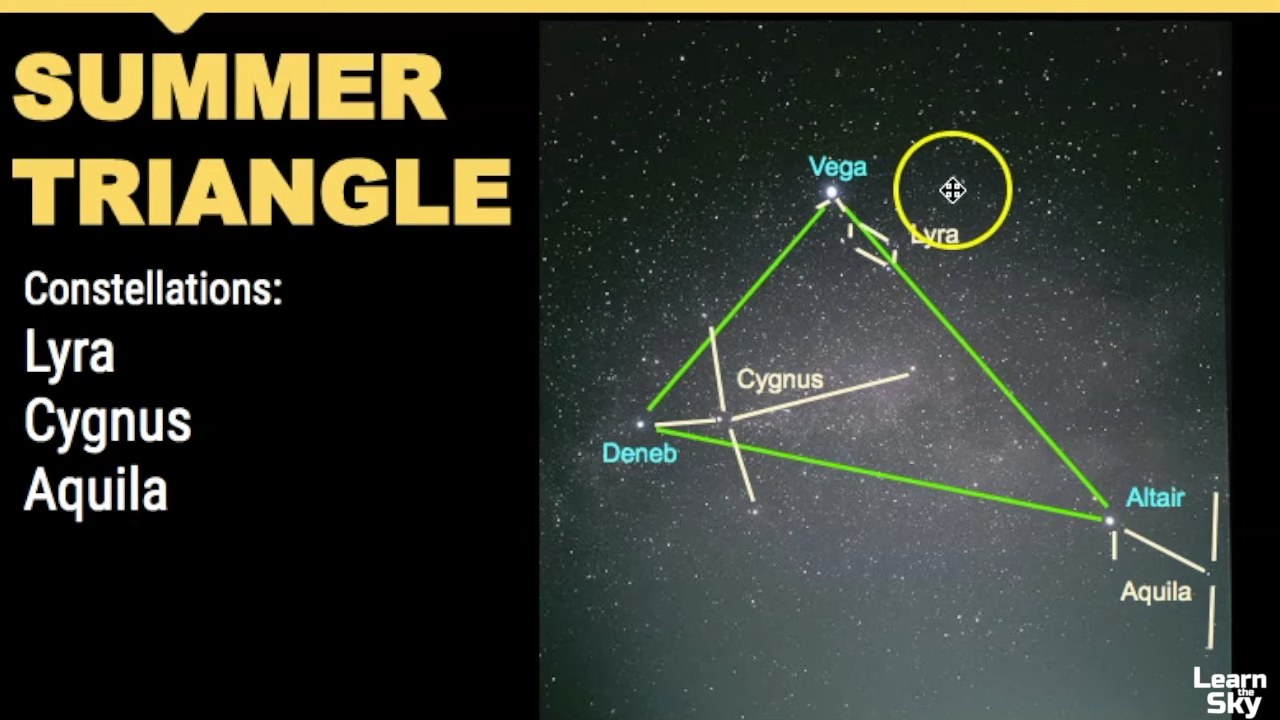 SUMMER
TRIANGLE
Constellations:
Lyra
Cygnus
Aquila
Vega
Lyra
Cygnus
Deneb
Altair
Aquila
Learn
the
Sky